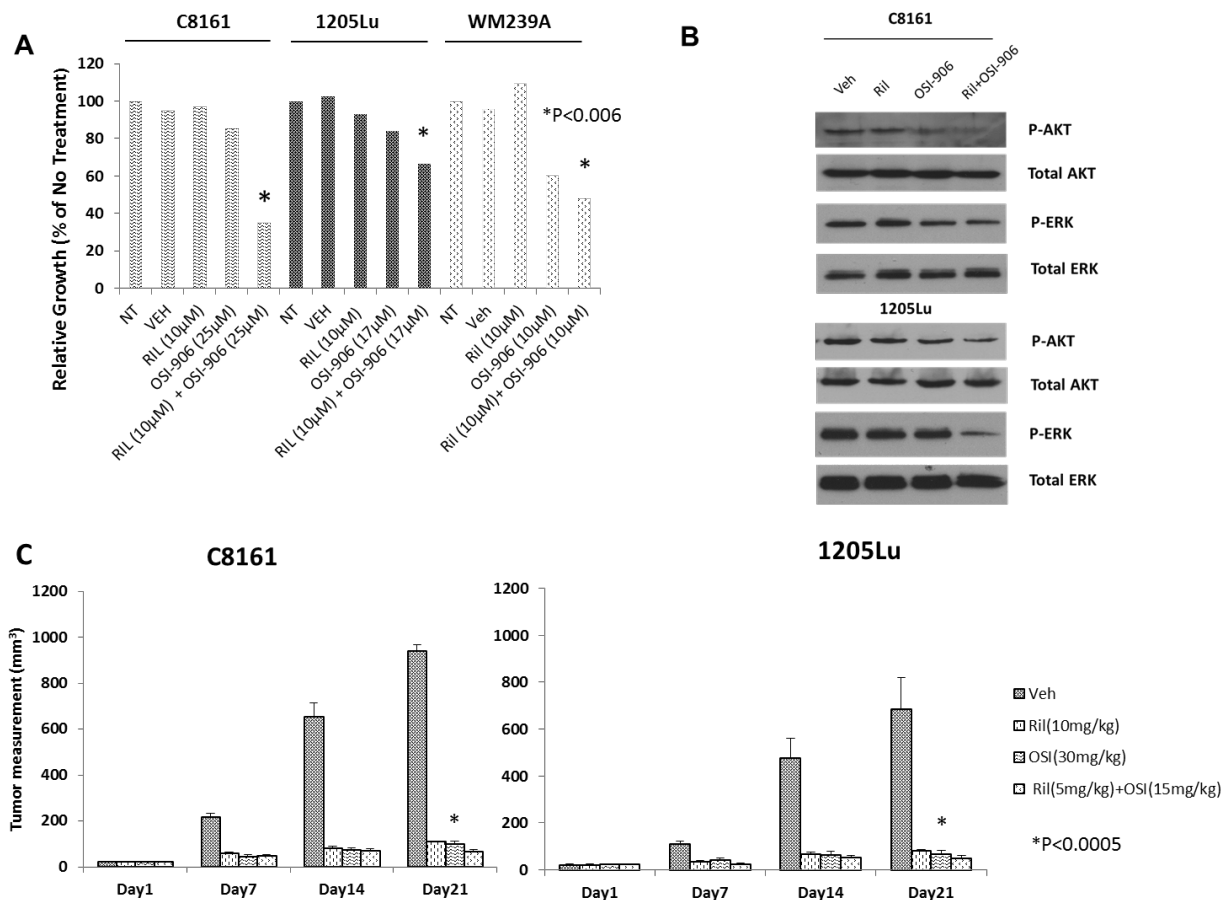 A
C8161
1205Lu
WM239A
Relative Growth (% of No Treatment)
120
100
80
60
40
20
0
*
*
*
*P<0.006
NT
VEH
RIL (10µM)
OSI-906 (25µM)
RIL (10µM) + OSI-906 (25µM)
NT
VEH
RIL (10µM)
OSI-906 (17µM)
RIL (10µM) + OSI-906 (17µM)
NT
Veh
Ril (10µM)
OSI-906 (10µM)
Ril (10µM)+ OSI-906 (10µM)
B
C8161
Veh
Ril
OSI-906
Ril+OSI-906
P-AKT
Total AKT
P-ERK
Total ERK
1205Lu
P-AKT
Total AKT
P-ERK
Total ERK
C
C8161
Tumor measurement (mm³)
1200
1000
800
600
400
200
0
*
Day1
Day7
Day14
Day21
1205Lu
1200
1000
800
600
400
200
0
*
Day1
Day7
Day14
Day21
Veh
Ril(10mg/kg)
OSI(30mg/kg)
Ril(5mg/kg)+OSI(15mg/kg)
*P<0.0005